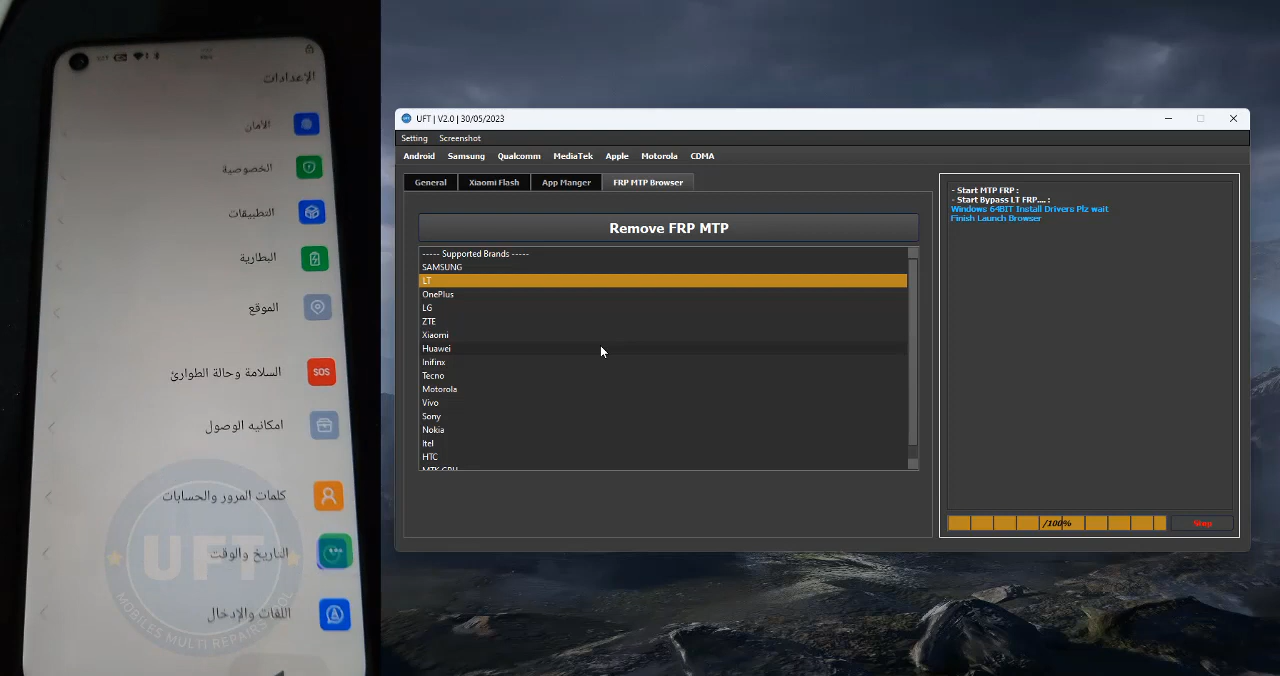 الإعدادات
الأمان
الخصوصية
التطبيقات
البطارية
الموقع
السلامة وحالة الطوارئ
امكانيه الوصول
SOS
كلمات المرور والحسابات
التاريخ والوقت
اللغات والإدخال
UFT
MOBILES MULTI REPAIRS
UFT | V2.0 | 30/05/2023
Setting Screenshot
Android Samsung Qualcomm MediaTek Apple Motorola CDMA
General Xiaomi Flash App Manger FRP MTP Browser
Remove FRP MTP
----- Supported Brands -----
SAMSUNG
LT
OnePlus
LG
ZTE
Xiaomi
Huawei
Inifinx
Tecno
Motorola
Vivo
Sony
Nokia
Itel
HTC
- Start MTP FRP :
- Start Bypass LT FRP.... :
Windows 64BIT Install Drivers Plz wait
Finish Launch Browser
/100%
Stop